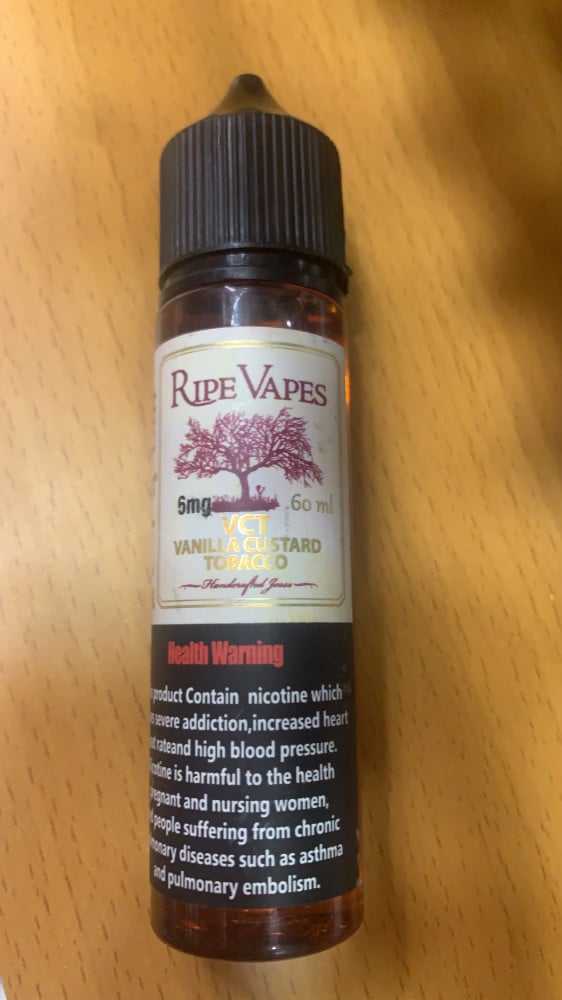 RIPE VAPES
6mg 60 ml
VCT
VANILLA CUSTARD
TOBACCO
Handcrafted Joose
Health Warning
product Contain nicotine which
severe addiction,increased heart
rateand high blood pressure.
is harmful to the health
and nursing women,
people suffering from chronic
diseases such as asthma
and pulmonary embolism.